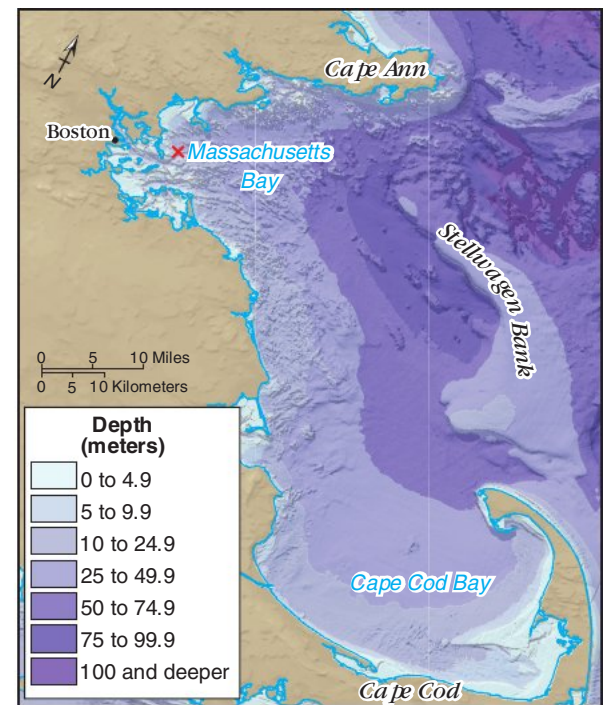 N
Cape Ann
Boston
Massachusetts
Bay
Stellwagen Bank
0 5 10 Miles
0 5 10 Kilometers
Depth
(meters)
0 to 4.9
5 to 9.9
10 to 24.9
25 to 49.9
50 to 74.9
75 to 99.9
100 and deeper
Cape Cod Bay
Cape Cod